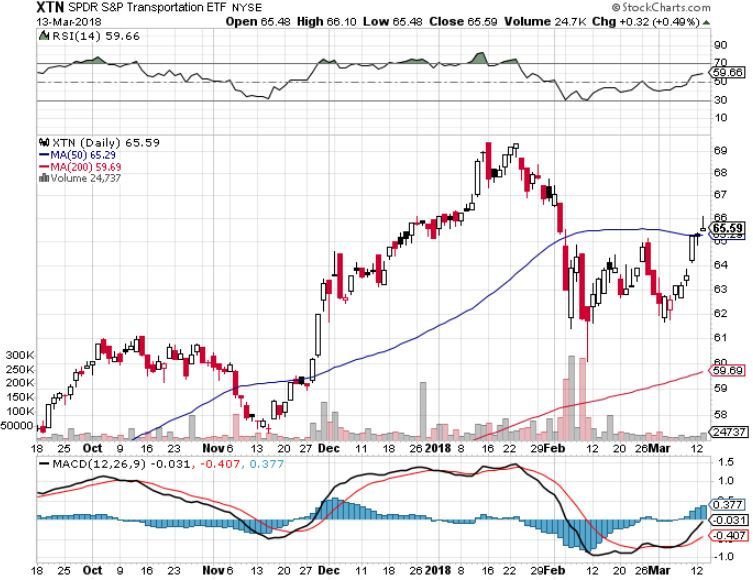 XTN SPDR S&P Transportation ETF NYSE
© StockCharts.com
13-Mar-2018
Open 65.48 High 66.10 Low 65.48 Close 65.59 Volume 24.7K Chg +0.32 (+0.49%)
RSI(14) 59.66
90
70
59.66
50
30
10
XTN (Daily) 65.59
MA(50) 65.29
MA(200) 59.69
Volume 24,737
69
68
67
66
65.59
65.29
65
64
63
62
61
60
59.69
59
58
300K
250K
200K
150K
100K
50000
24737
18 25 Oct 9 16 23 Nov 6 13 20 27 Dec 11 18 26 2018 8 16 22 29 Feb 12 20 26 Mar 12
MACD(12,26,9) -0.031, -0.407, 0.377
1.5
1.0
0.377
-0.031
-0.407
-1.0
18 25 Oct 9 16 23 Nov 6 13 20 27 Dec 11 18 26 2018 8 16 22 29 Feb 12 20 26 Mar 12